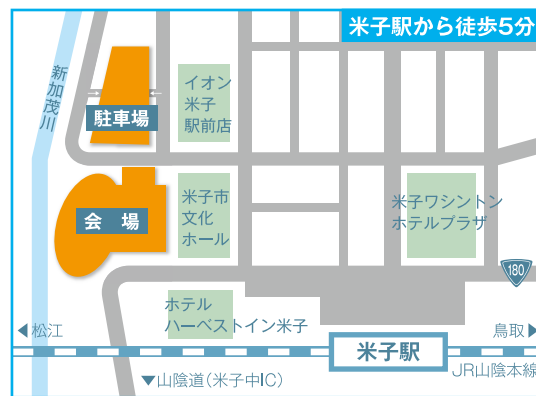 米子駅から徒歩5分
新加茂川
イオン
米子
駅前店
駐車場
米子市
文化
ホール
会 場
米子ワシントン
ホテルプラザ
180
ホテル
ハーベストイン米子
◀松江
鳥取▶
米子駅
JR山陰本線
▼山陰道(米子中IC)